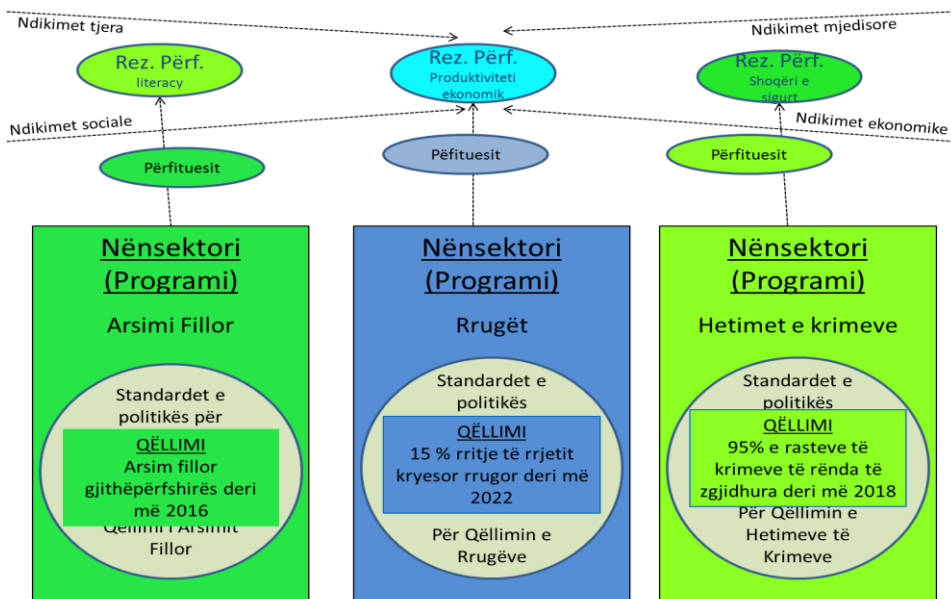 Ndikimet tjera
Ndikimet mjedisore
Rez. Përf.
literacy
Rez. Përf.
Produktiviteti
ekonomik
Rez. Përf.
Shoqëri e
sigurt
Ndikimet sociale
Ndikimet ekonomike
Përfituesit
Pëfituesit
Përfituesit
Nënsektori
(Programi)
Arsimi Fillor
Standardet e
politikës për
QËLLIMI
Arsim fillor
gjithëpërfshirës deri
më 2016
Qëllimi i Arsimit
Fillor
Nënsektori
(Programi)
Rrugët
Standardet e
politikës
QËLLIMI
15 % rritje të rrjetit
kryesor rrugor deri më
2022
Për Qëllimin e
Rrugëve
Nënsektori
(Programi)
Hetimet e krimeve
Standardet e
politikës
QËLLIMI
95% e rasteve të
krimeve të rënda të
zgjidhura deri më 2018
Për Qëllimin e
Hetimeve të
Krimeve